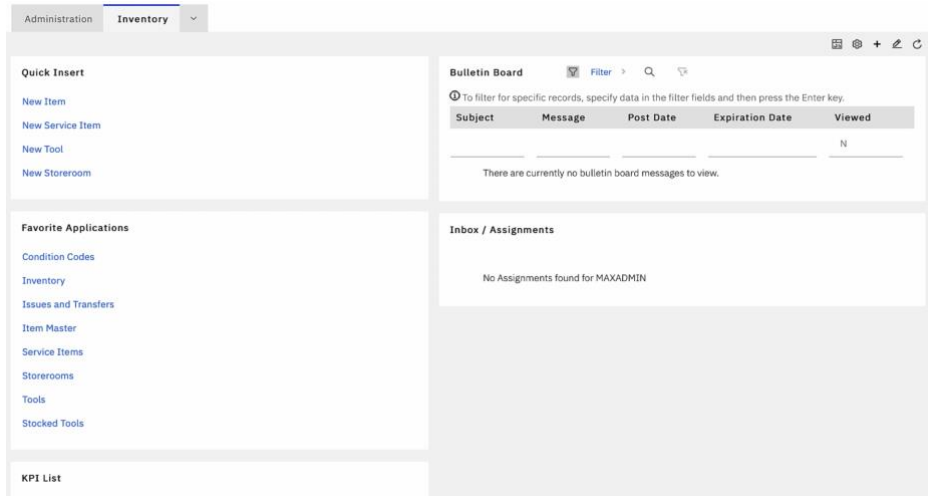 Administration
Inventory
Quick Insert
New Item
New Service Item
New Tool
New Storeroom
Favorite Applications
Condition Codes
Inventory
Issues and Transfers
Item Master
Service Items
Storerooms
Tools
Stocked Tools
KPI List
Bulletin Board
Filter
To filter for specific records, specify data in the filter fields and then press the Enter key.
Subject Message Post Date Expiration Date Viewed
N
There are currently no bulletin board messages to view.
Inbox / Assignments
No Assignments found for MAXADMIN